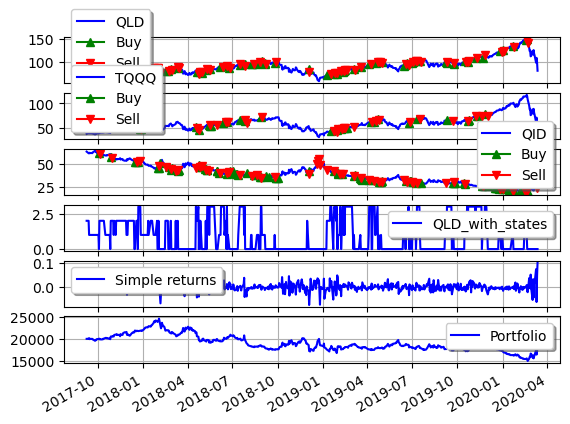 QLD
Buy
Sell
150
100
TQQQ
Buy
Sell
100
50
QID
Buy
Sell
50
25
QLD_with_states
2.5
0.0
Simple returns
0.1
0.0
Portfolio
25000
20000
15000
2017-10
2018-01
2018-04
2018-07
2018-10
2019-01
2019-04
2019-07
2019-10
2020-01
2020-04